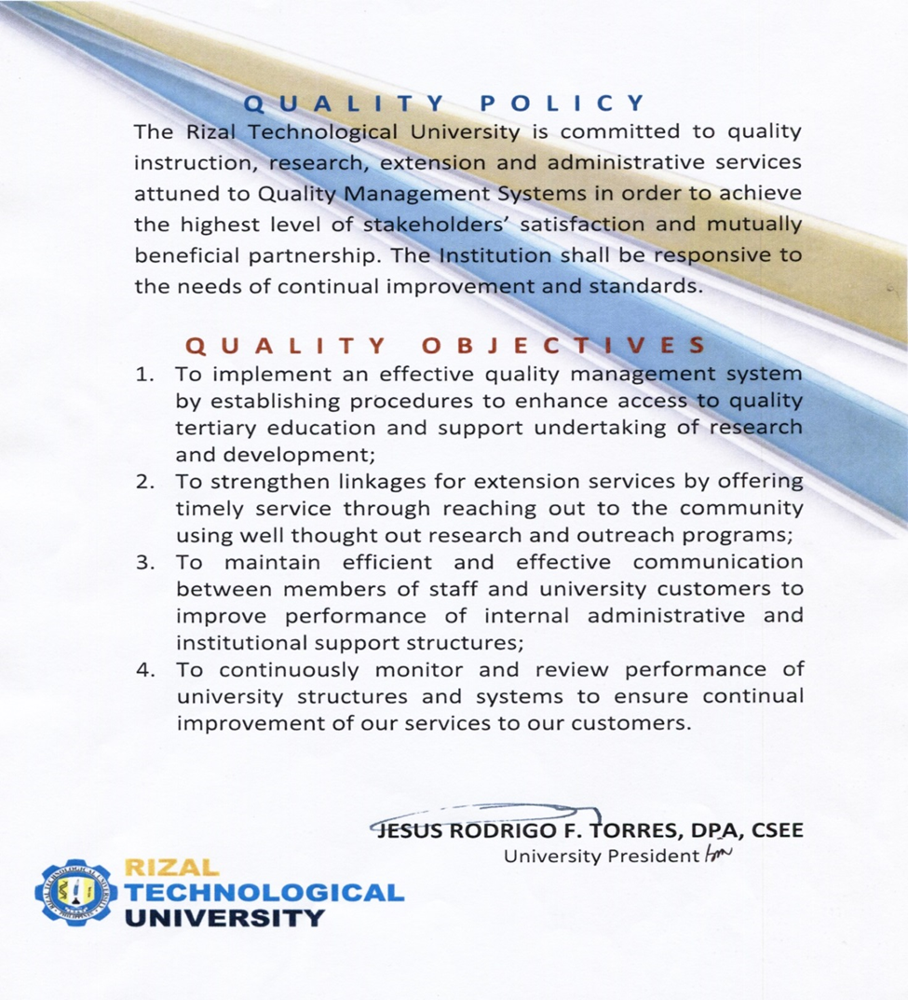 QUALITY POLICY
The Rizal Technological University is committed to quality
instruction, research, extension and administrative services
attuned to Quality Management Systems in order to achieve
the highest level of stakeholders' satisfaction and mutually
beneficial partnership. The Institution shall be responsive to
the needs of continual improvement and standards.
QUALITY OBJECTIVES
1. To implement an effective quality management system
by establishing procedures to enhance access to quality
tertiary education and support undertaking of research
and development;
2. To strengthen linkages for extension services by offering
timely service through reaching out to the community
using well thought out research and outreach programs;
3. To maintain efficient and effective communication
between members of staff and university customers to
improve performance of internal administrative and
institutional support structures;
4. To continuously monitor and review performance of
university structures and systems to ensure continual
improvement of our services to our customers.
JESUS RODRIGO F. TORRES, DPA, CSEE
University President
RIZAL
TECHNOLOGICAL
UNIVERSITY